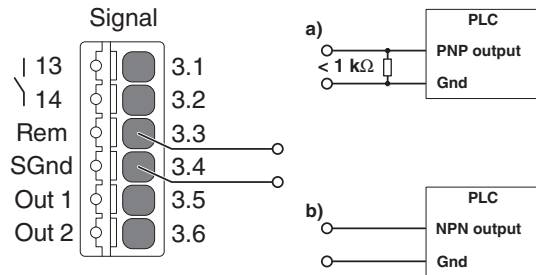 Signal
13 3.1
14 3.2
Rem 3.3
SGnd 3.4
Out 1 3.5
Out 2 3.6
a)
PLC
PNP output
< 1 kΩ
Gnd
b)
PLC
NPN output
Gnd